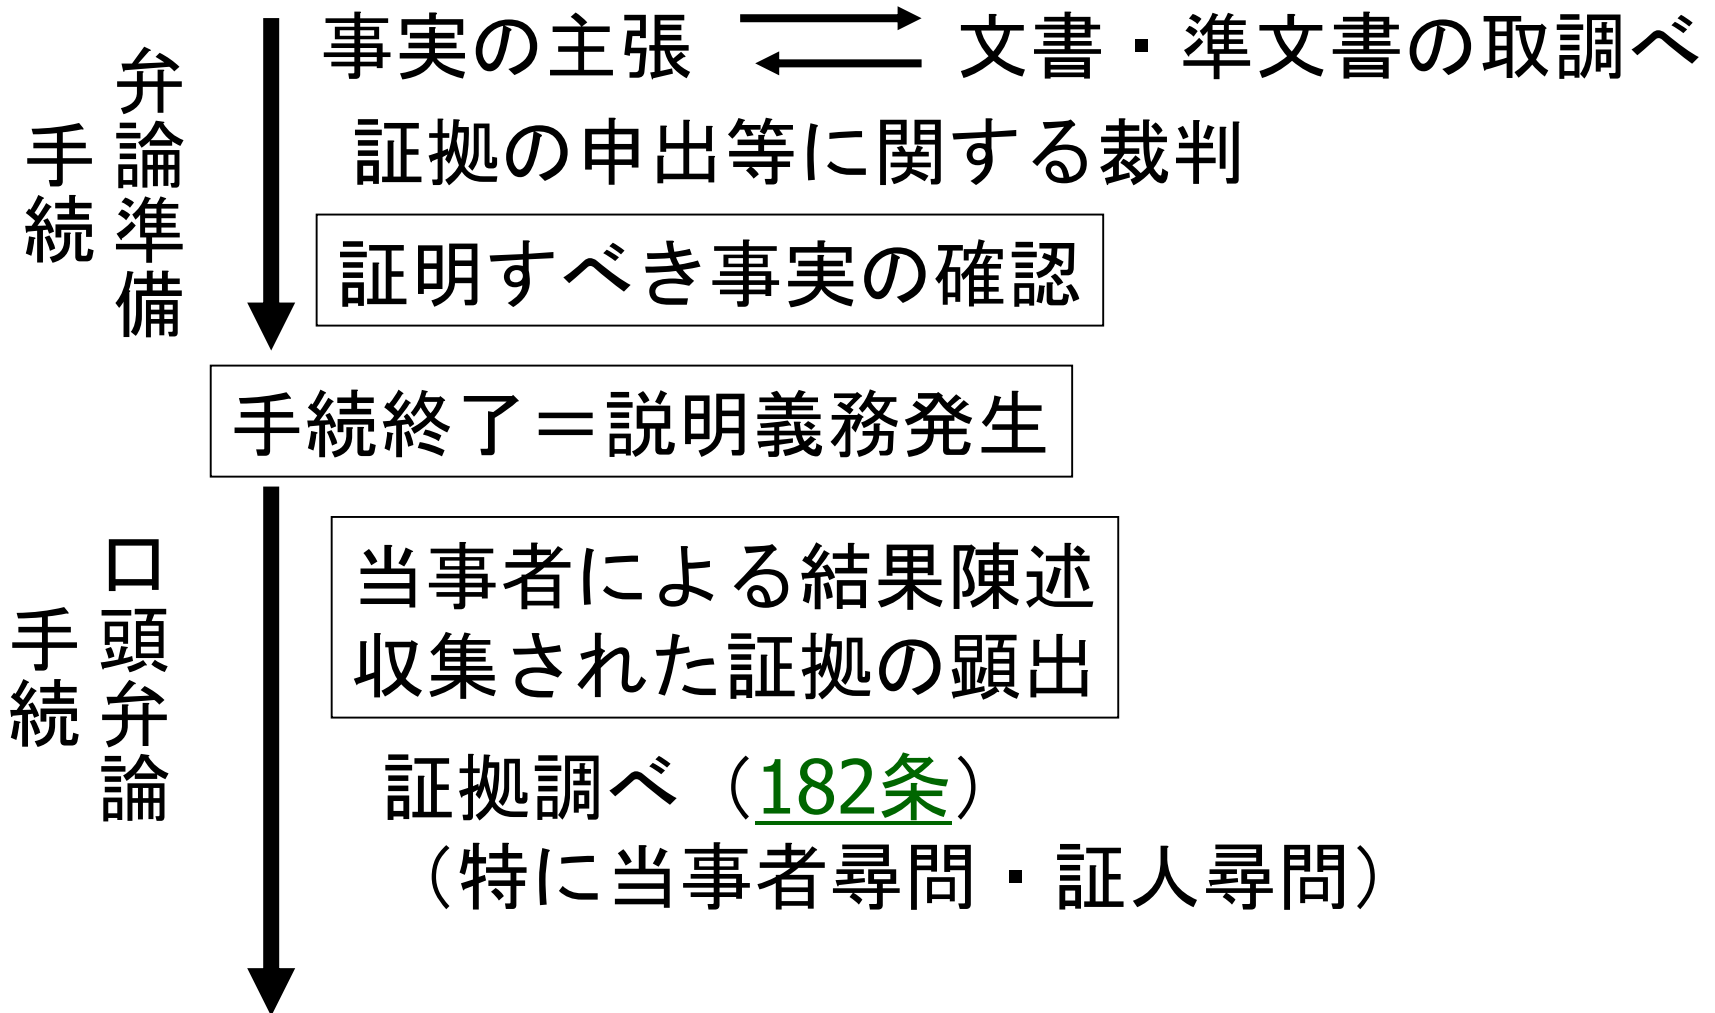 弁論準備
手続
事実の主張
文書・準文書の取調べ
証拠の申出等に関する裁判
証明すべき事実の確認
手続終了＝説明義務発生
口頭弁論
手続
当事者による結果陳述
収集された証拠の顕出
証拠調べ（182条）
（特に当事者尋問・証人尋問）